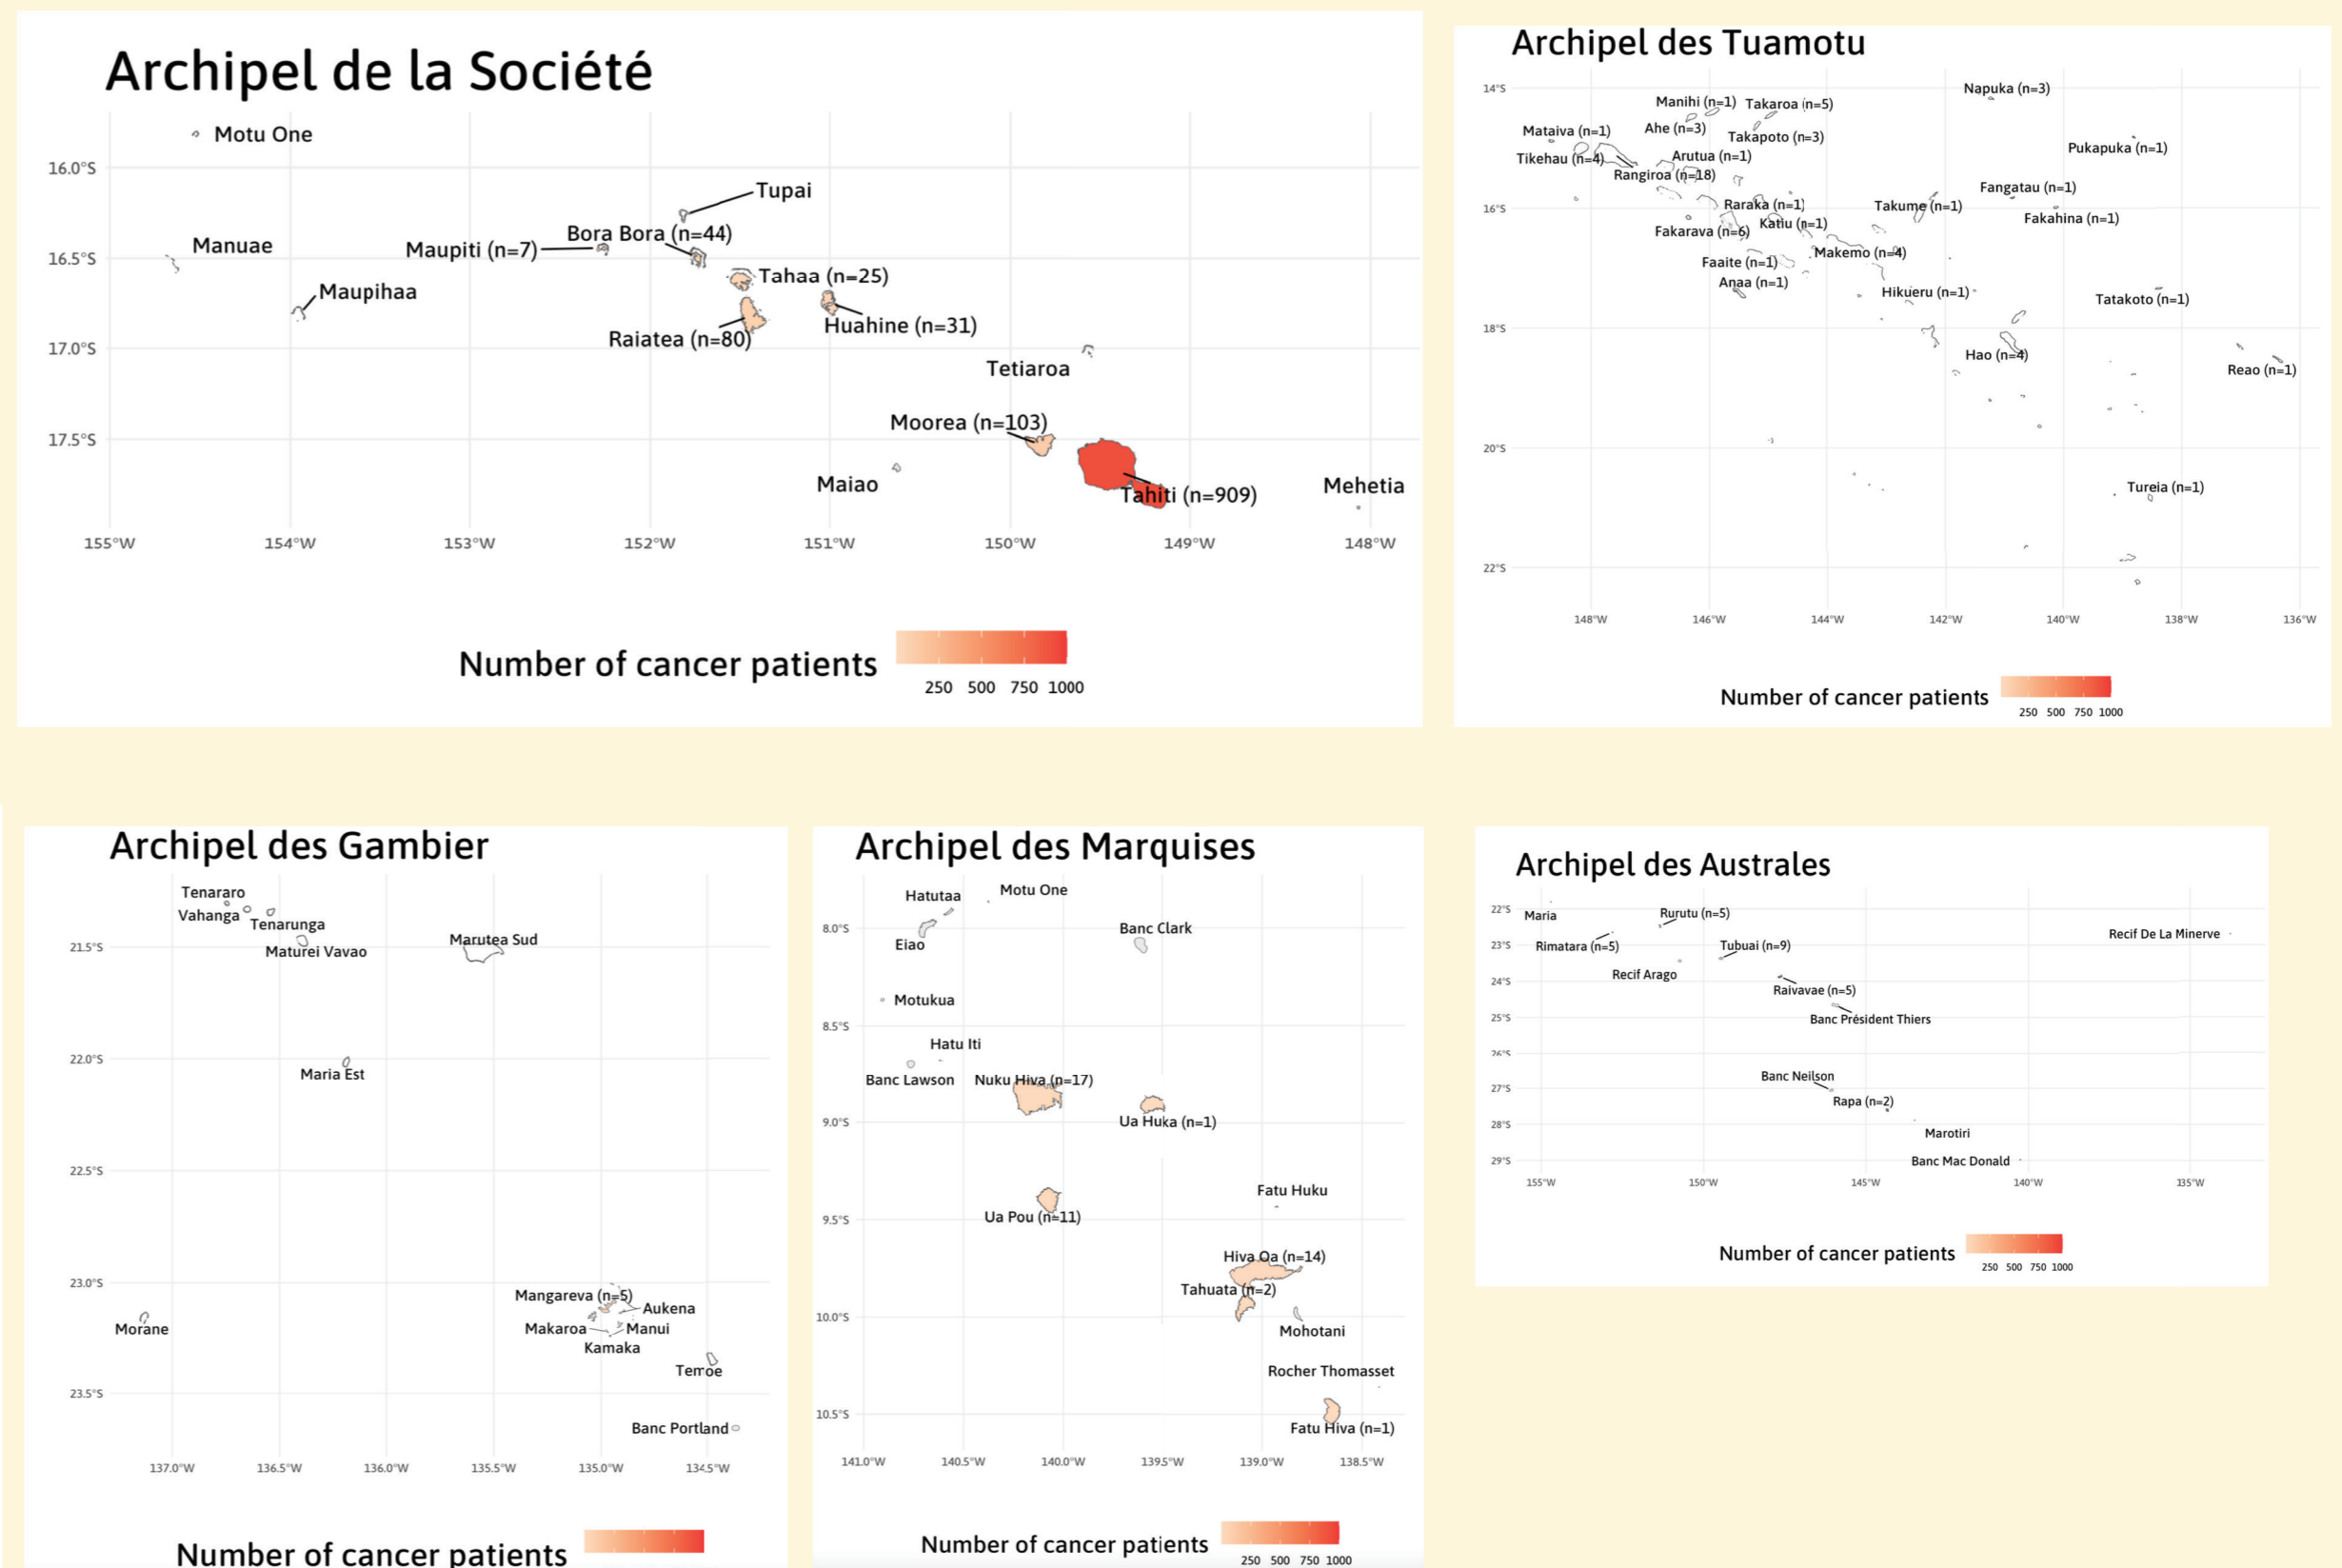 Archipel de la Société
Motu One
16.0°S
Tupai
Bora Bora (n=44)
Manuae
Maupiti (n=7)
16.5°S
Tahaa (n=25)
Maupihaa
Huahine (n=31)
Raiatea (n=80)
17.0°S
Tetiaroa
Moorea (n=103)
17.5°S
Maiao
Mehetia
Tahiti (n=909)
155°W 154°W 153°W 152°W 151°W 150°W 149°W 148°W
Number of cancer patients
250 500 750 1000
Archipel des Tuamotu
14°S
Napuka (n=3)
Manihi (n=1) Takaroa (n=5)
Ahe (n=3)
Mataiva (n=1)
Takapoto (n=3)
Pukapuka (n=1)
Tikehau (n=4)
Arutua (n=1)
Rangiroa (n=18)
Fangatau (n=1)
Raraka (n=1)
Takume (n=1)
16°S
Fakahina (n=1)
Katiu (n=1)
Fakarava (n=6)
Makemo (n=4)
Faaite (n=1)
Anaa (n=1)
Hikueru (n=1)
Tatakoto (n=1)
18°S
Hao (n=4)
Reao (n=1)
20°S
Tureia (n=1)
22°S
148°W 146°W 144°W 142°W 140°W 138°W 136°W
Number of cancer patients
250 500 750 1000
Archipel des Gambier
Tenararo
Vahanga
Tenarunga
Marutea Sud
21.5°S
Maturei Vavao
22.0°S
Maria Est
22.5°S
23.0°S
Mangareva (n=5)
Aukena
Morane
Makaroa
Manui
Kamaka
Temoe
23.5°S
Banc Portland
137.0°W 136.5°W 136.0°W 135.5°W 135.0°W 134.5°W
Number of cancer patients
Archipel des Marquises
Motu One
Hatutaa
8.0°S
Banc Clark
Eiao
Motukua
8.5°S
Hatu Iti
Banc Lawson
Nuku Hiva (n=17)
9.0°S
Ua Huka (n=1)
Fatu Huku
9.5°S
Ua Pou (n=11)
Hiva Oa (n=14)
Tahuata (n=2)
10.0°S
Mohotani
Rocher Thomasset
10.5°S
Fatu Hiva (n=1)
141.0°W 140.5°W 140.0°W 139.5°W 139.0°W 138.5°W
Number of cancer patients
250 500 750 1000
Archipel des Australes
22°S
Maria
Rurutu (n=5)
Recif De La Minerve
23°S
Rimatara (n=5)
Tubuai (n=9)
Recif Arago
24°S
Raivavae (n=5)
25°S
Banc Président Thiers
26°S
Banc Neilson
27°S
Rapa (n=2)
28°S
Marotiri
29°S
Banc Mac Donald
155°W 150°W 145°W 140°W 135°W
Number of cancer patients
250 500 750 1000